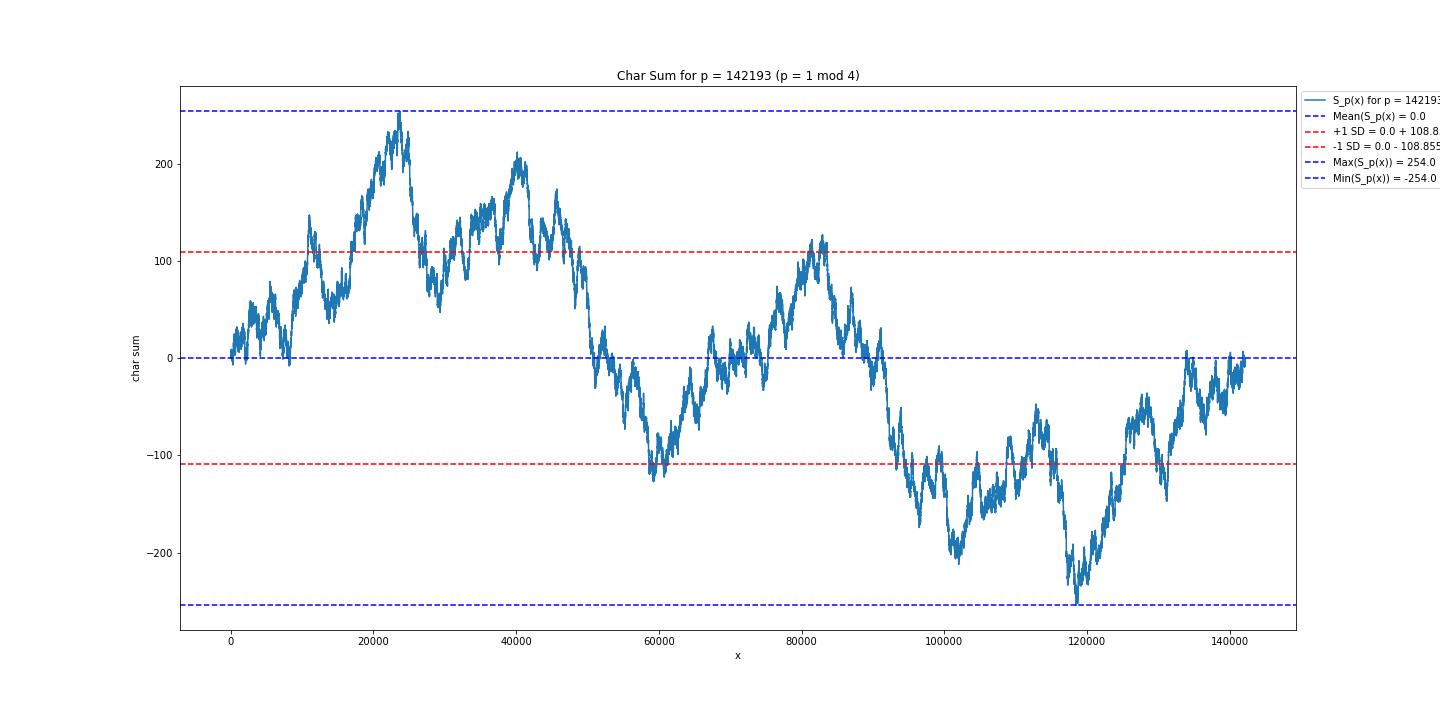 Char Sum for p = 142193 (p = 1 mod 4)
S_p(x) for p = 142193
Mean(S_p(x) = 0.0
+1 SD = 0.0 + 108.8
-1 SD = 0.0 - 108.855
Max(S_p(x)) = 254.0
Min(S_p(x)) = -254.0
char sum
200
100
0
−100
−200
0
20000
40000
60000
80000
100000
120000
140000
x